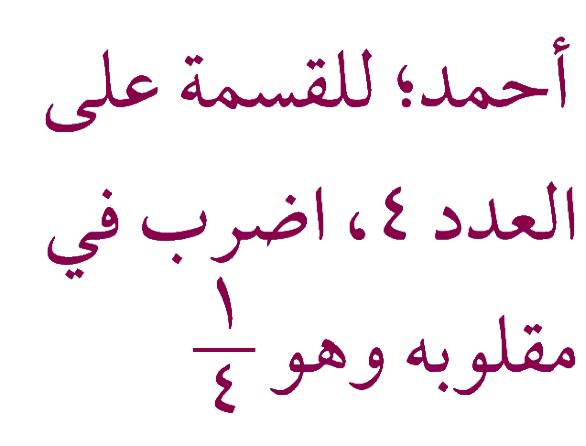 أحمد؛ للقسمة على
العدد ٤، اضرب في
مقلوبه وهو ١/٤